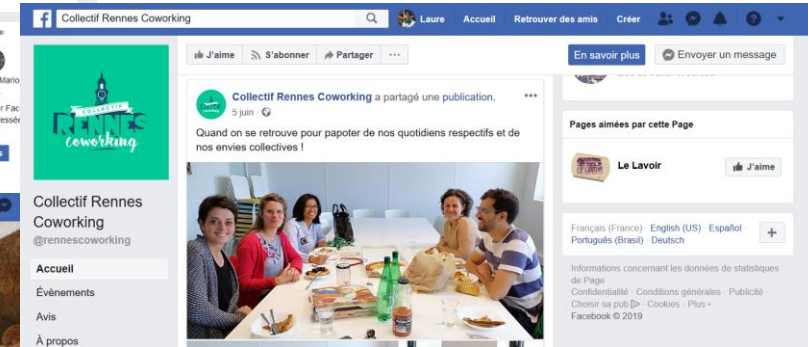 Collectif Rennes Coworking
Laure Accueil Retrouver des amis Créer
Mario
r Fac
ressée
COLLECTIF
RENNES
coworking
Collectif Rennes
Coworking
@rennescoworking
Accueil
Évènements
Avis
À propos
J'aime S'abonner Partager ...
En savoir plus Envoyer un message
Collectif Rennes Coworking a partagé une publication.
5 juin
Quand on se retrouve pour papoter de nos quotidiens respectifs et de
nos envies collectives !
Pages aimées par cette Page
Le Lavoir J'aime
Français (France) · English (US) · Español ·
Português (Brasil) · Deutsch
Informations concernant les données de statistiques
de Page
Confidentialité · Conditions générales · Publicité ·
Choisir sa pub · Cookies · Plus
Facebook © 2019